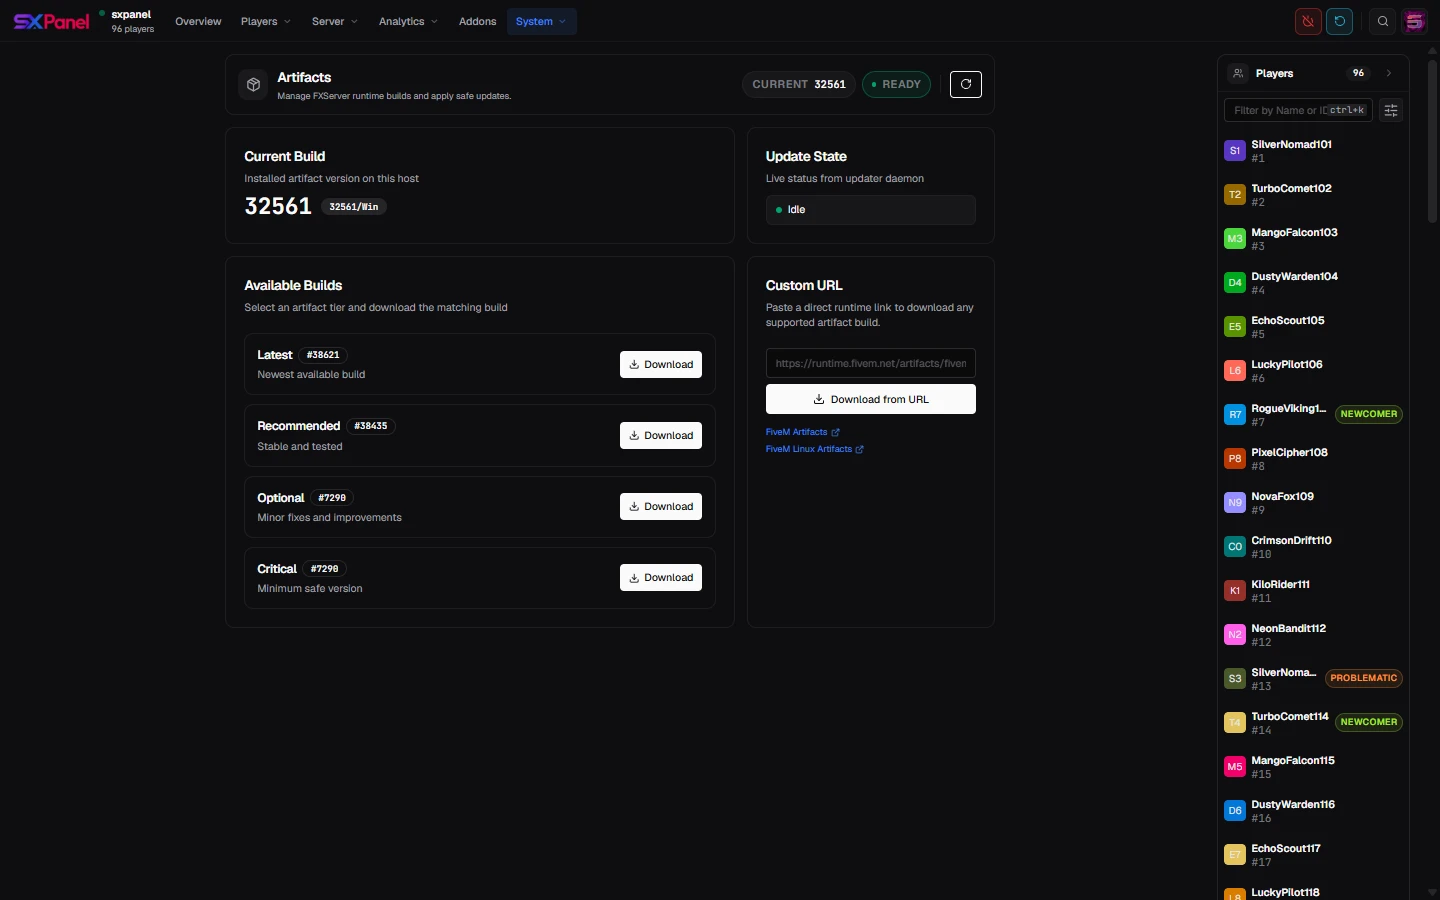 SXPanel
sxpanel
96 players
Overview
Players
Server
Analytics
Addons
System
Artifacts
Manage FXServer runtime builds and apply safe updates.
CURRENT 32561
READY
Current Build
Installed artifact version on this host
32561 32561/Win
Update State
Live status from updater daemon
Idle
Available Builds
Select an artifact tier and download the matching build
Latest #38621
Newest available build
Download
Recommended #38435
Stable and tested
Download
Optional #7290
Minor fixes and improvements
Download
Critical #7290
Minimum safe version
Download
Custom URL
Paste a direct runtime link to download any
supported artifact build.
https://runtime.fivem.net/artifacts/fiven
Download from URL
FiveM Artifacts
FiveM Linux Artifacts
Players 96
Filter by Name or ID ctrl+k
S1 SilverNomad101
#1
T2 TurboComet102
#2
M3 MangoFalcon103
#3
D4 DustyWarden104
#4
E5 EchoScout105
#5
L6 LuckyPilot106
#6
R7 RogueViking1... NEWCOMER
#7
P8 PixelCipher108
#8
N9 NovaFox109
#9
C0 CrimsonDrift110
#10
K1 KiloRider111
#11
N2 NeonBandit112
#12
S3 SilverNoma... PROBLEMATIC
#13
T4 TurboComet114 NEWCOMER
#14
M5 MangoFalcon115
#15
D6 DustyWarden116
#16
E7 EchoScout117
#17
L8 LuckyPilot118